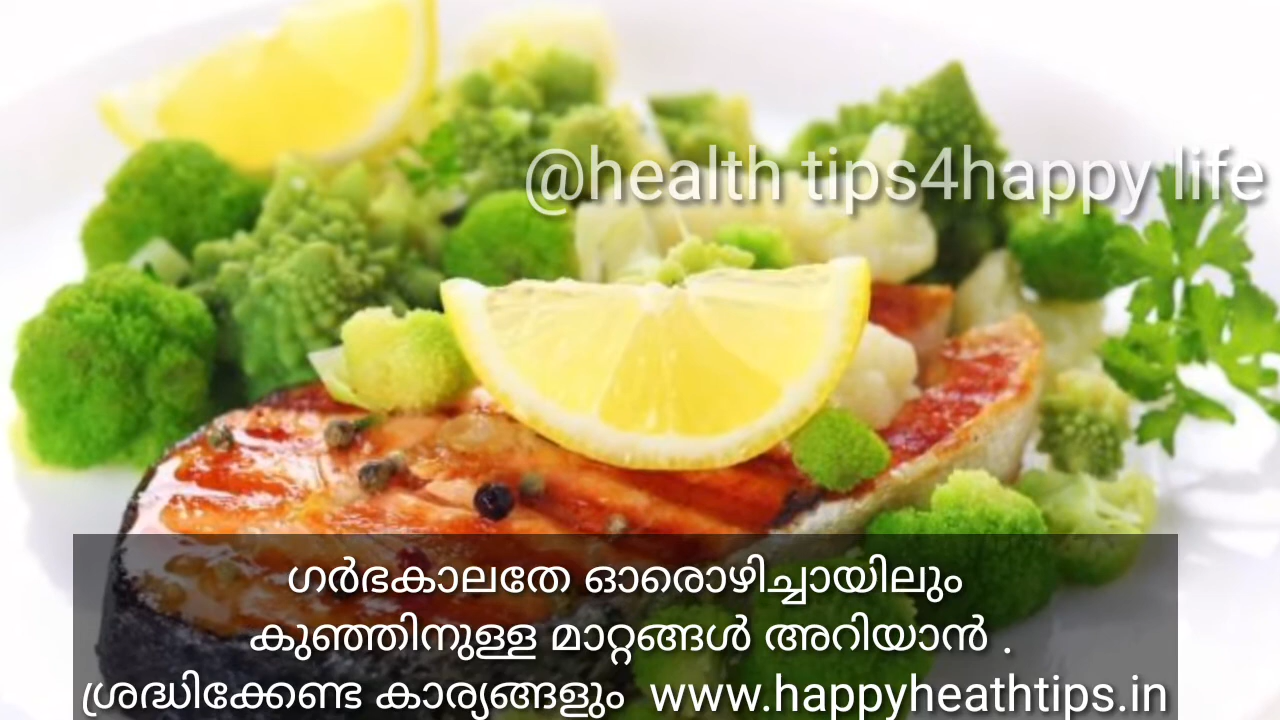 @health tips4happy life
ഗർഭകാലതേ ഓരൊഴിച്ചായിലും
കുഞ്ഞിനുള്ള മാറ്റങ്ങൾ അറിയാൻ .
ശ്രദ്ധിക്കേണ്ട കാര്യങ്ങളും www.happyheathtips.in